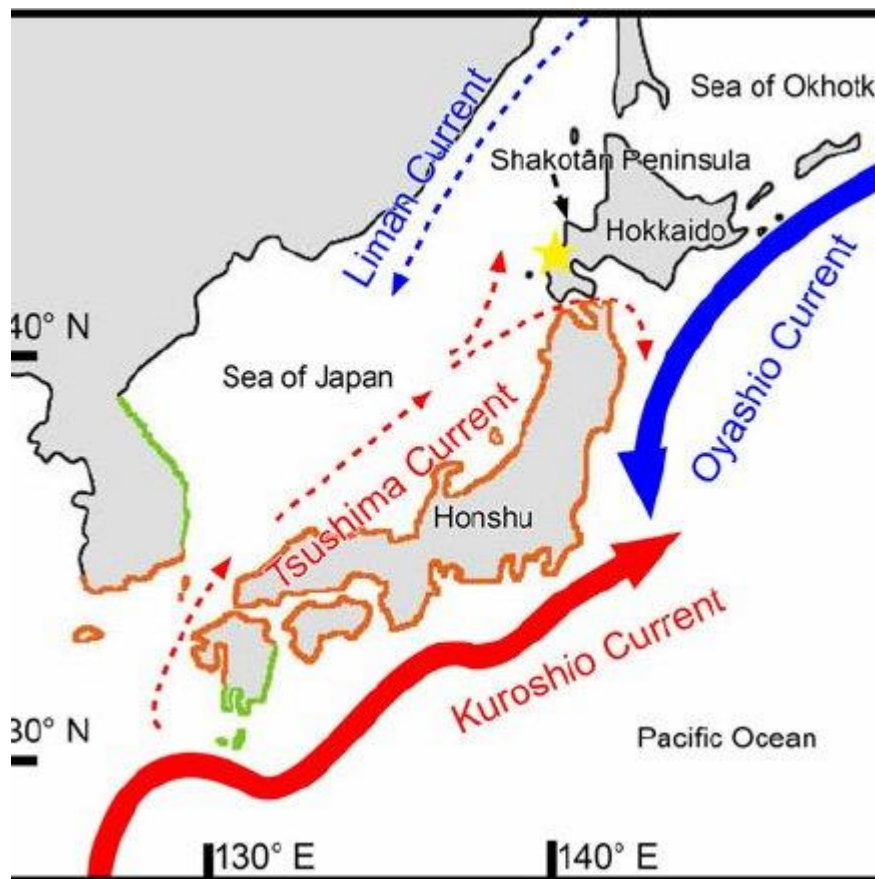 Sea of Okhotk
Liman Current
Shakotan Peninsula
Hokkaido
40° N
Sea of Japan
Oyashio Current
Tsushima Current
Honshu
Kuroshio Current
30° N
Pacific Ocean
130° E
140° E